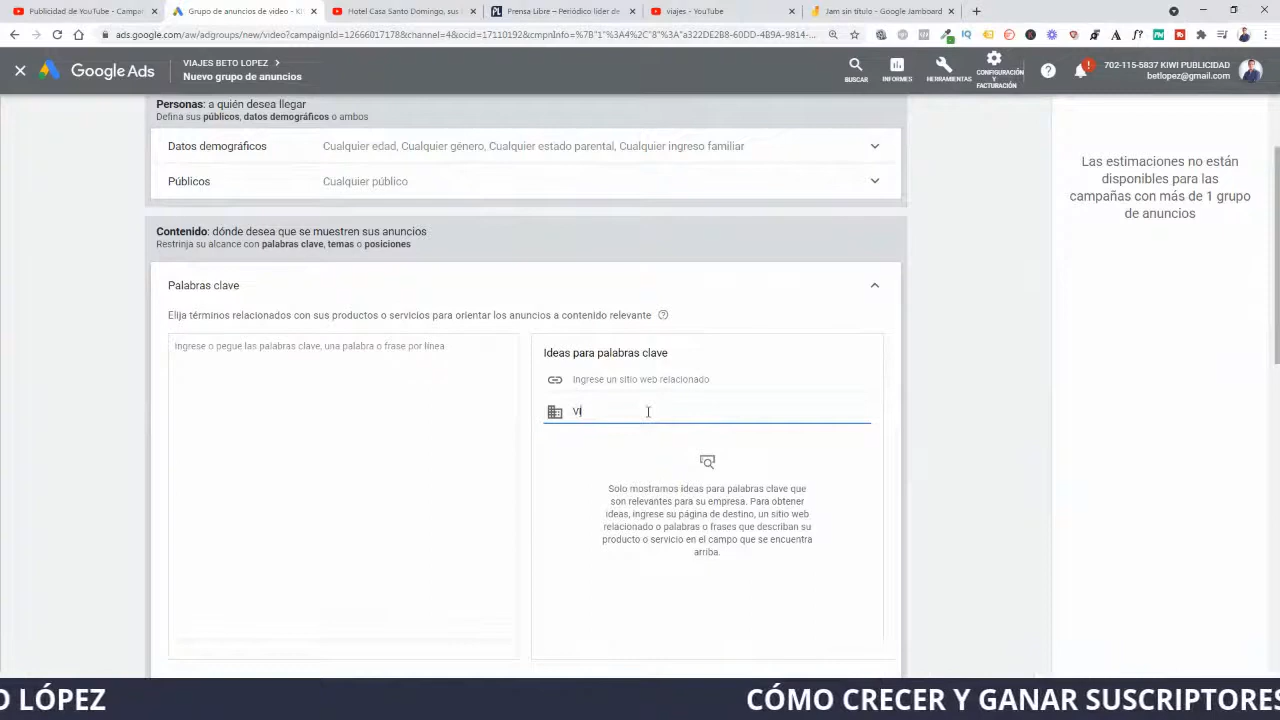 Publicidad de YouTube - Campañ
Grupo de anuncios de video - KI
Hotel Casa Santo Domingo, sus
Prensa Libre – Periódico líder de
viajes - YouTube
Jam sin título - Google Jamboard
ads.google.com/aw/adgroups/new/video?campaignId=12666017178&channel=4&ocid=17110192&cmpnInfo=%7B"1"%3A4%2C"8"%3A"a322DE2B8-60DD-4B9A-9814-...
Google Ads
VIAJES BETO LOPEZ
Nuevo grupo de anuncios
BUSCAR
INFORMES
HERRAMIENTAS
CONFIGURACIÓN Y FACTURACIÓN
702-115-5837 KIWI PUBLICIDAD
betlopez@gmail.com
Personas: a quién desea llegar
Defina sus públicos, datos demográficos o ambos
Datos demográficos
Cualquier edad, Cualquier género, Cualquier estado parental, Cualquier ingreso familiar
Públicos
Cualquier público
Contenido: dónde desea que se muestren sus anuncios
Restrinja su alcance con palabras clave, temas o posiciones
Palabras clave
Elija términos relacionados con sus productos o servicios para orientar los anuncios a contenido relevante
Ingrese o pegue las palabras clave, una palabra o frase por línea
Ideas para palabras clave
Ingrese un sitio web relacionado
VI
Solo mostramos ideas para palabras clave que
son relevantes para su empresa. Para obtener
ideas, ingrese su página de destino, un sitio web
relacionado o palabras o frases que describan su
producto o servicio en el campo que se encuentra
arriba.
Las estimaciones no están
disponibles para las
campañas con más de 1 grupo
de anuncios
O LÓPEZ
CÓMO CRECER Y GANAR SUSCRIPTORES